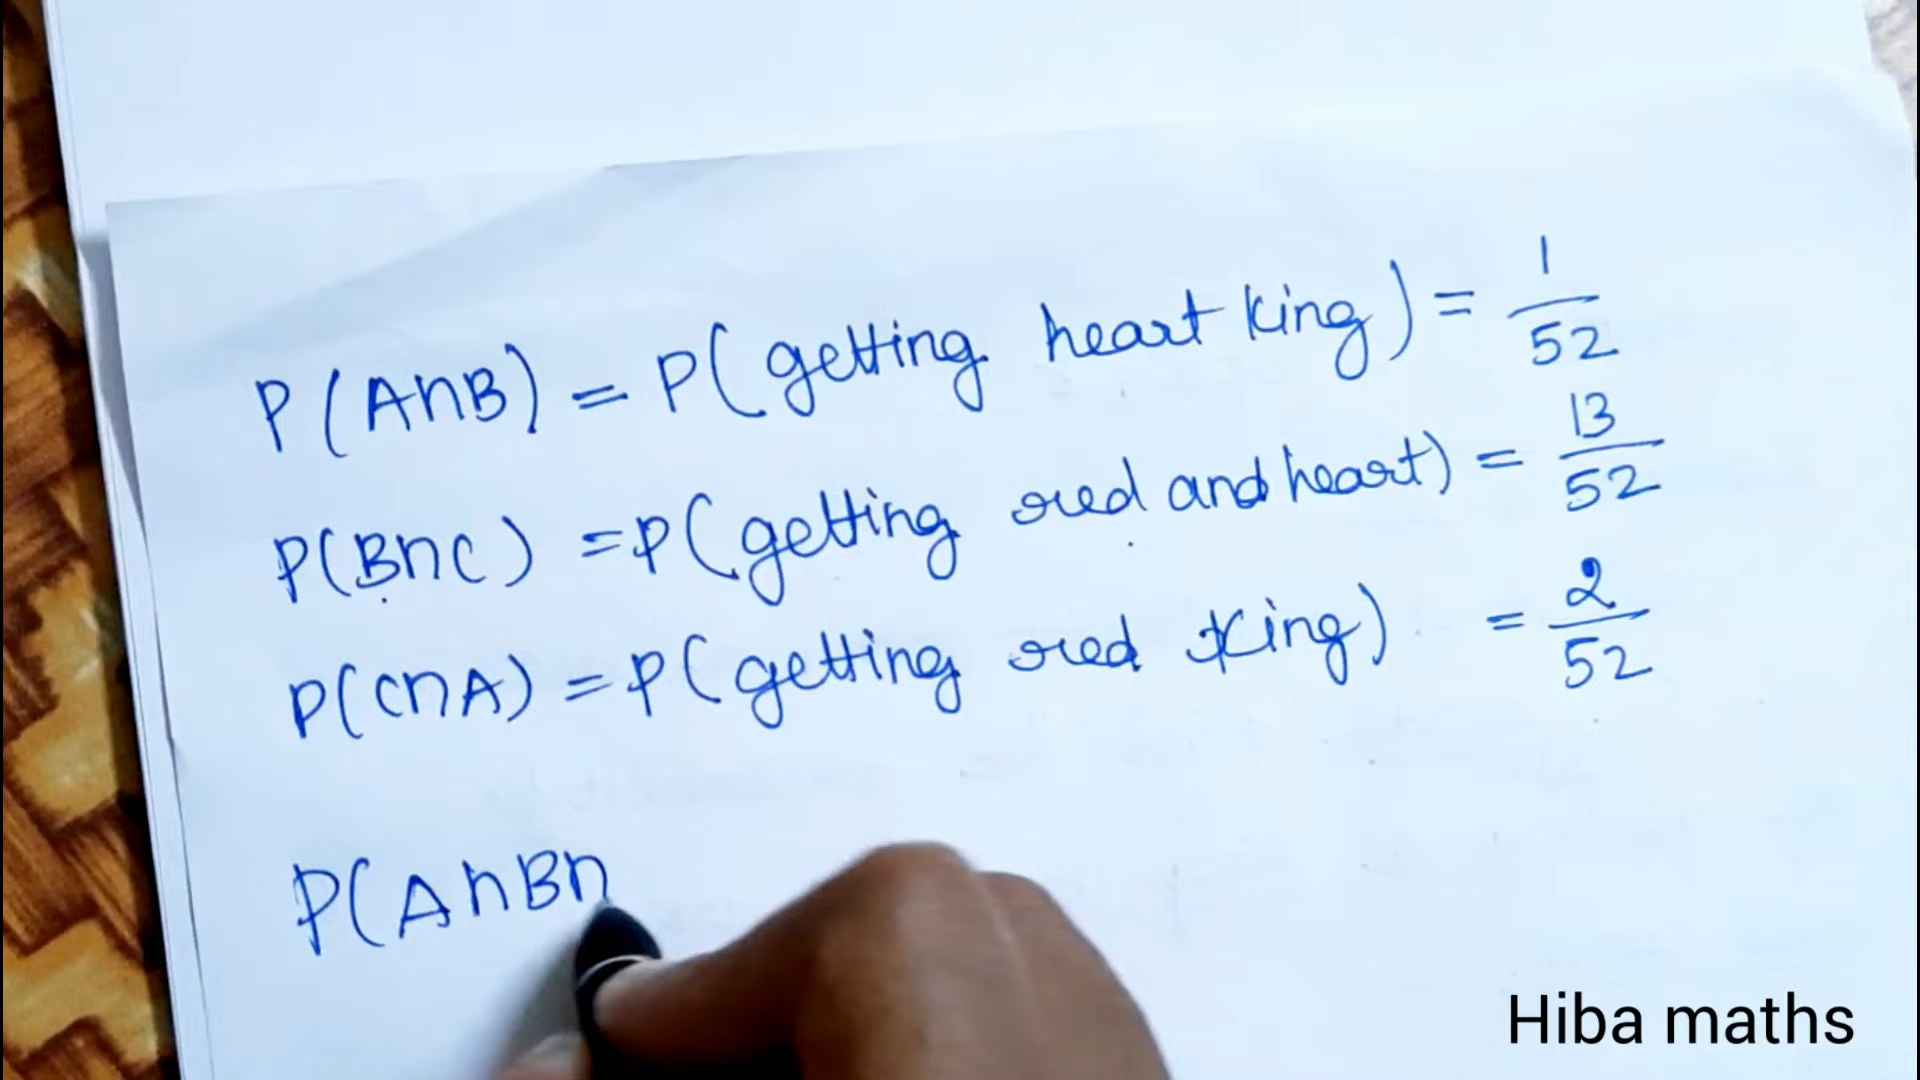 P(A∩B) = P(getting heart King) = 1/52
P(B∩C) = P(getting red and heart) = 13/52
P(C∩A) = P(getting red King) = 2/52
P(A∩B∩
Hiba maths